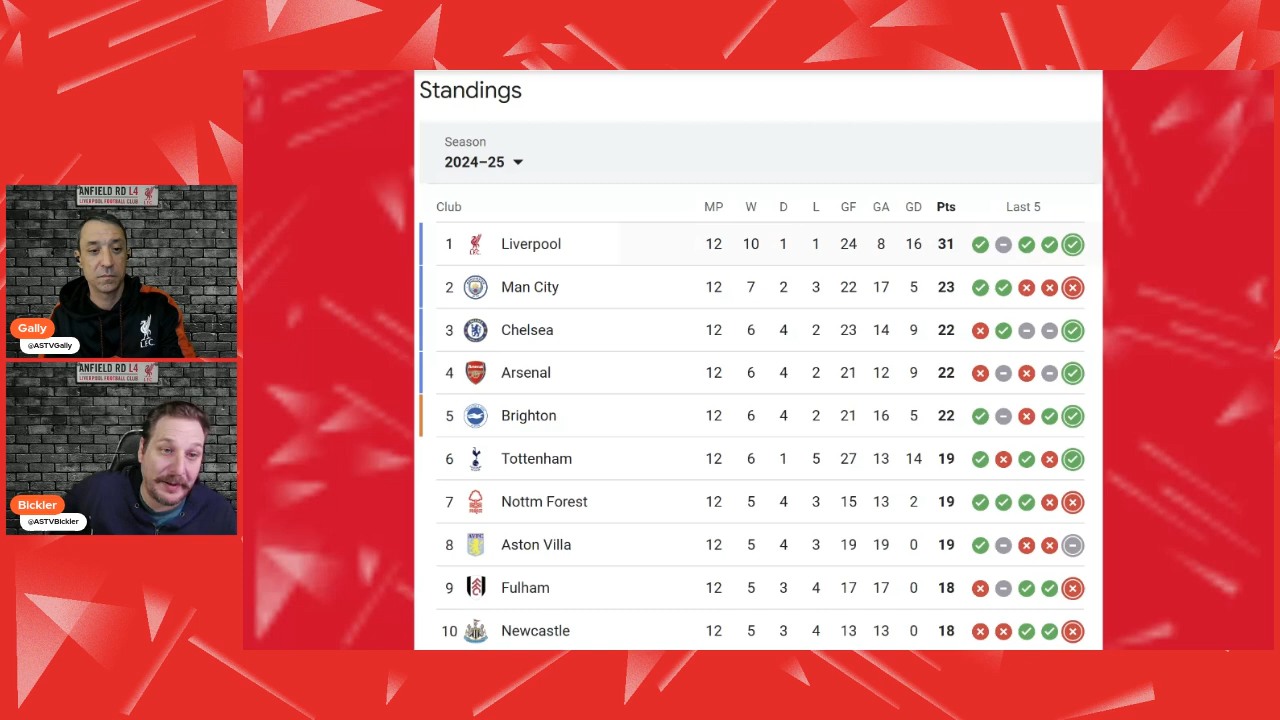 Standings
Season
2024–25
Club MP W D L GF GA GD Pts Last 5
1 Liverpool 12 10 1 1 24 8 16 31
2 Man City 12 7 2 3 22 17 5 23
3 Chelsea 12 6 4 2 23 14 9 22
4 Arsenal 12 6 4 2 21 12 9 22
5 Brighton 12 6 4 2 21 16 5 22
6 Tottenham 12 6 1 5 27 13 14 19
7 Nottm Forest 12 5 4 3 15 13 2 19
8 Aston Villa 12 5 4 3 19 19 0 19
9 Fulham 12 5 3 4 17 17 0 18
10 Newcastle 12 5 3 4 13 13 0 18
ANFIELD RD L4
LIVERPOOL FOOTBALL CLUB
LFC
Gally
@ASTVGally
ANFIELD RD L4
LIVERPOOL FOOTBALL CLUB
Bickler
@ASTVBickler